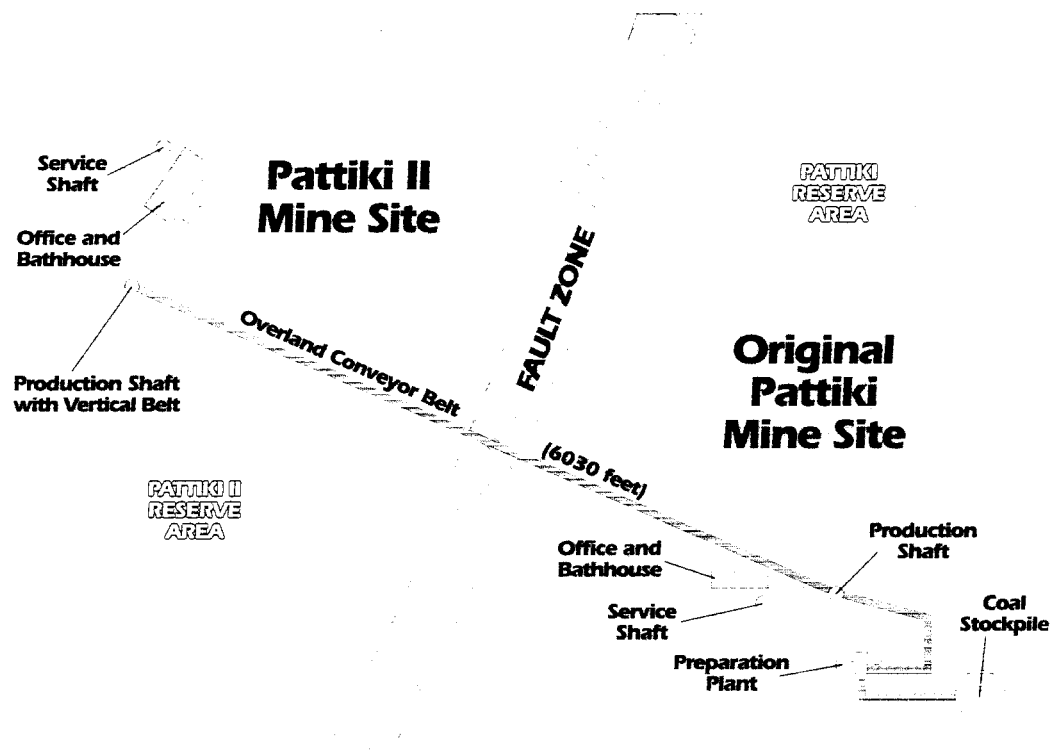 Service
Shaft
Pattiki II
Mine Site
PATTIKI
RESERVE
AREA
Office and
Bathhouse
FAULT ZONE
Overland Conveyor Belt
Production Shaft
with Vertical Belt
Original
Pattiki
Mine Site
(6030 feet)
PATTIKI II
RESERVE
AREA
Production
Shaft
Office and
Bathhouse
Service
Shaft
Coal
Stockpile
Preparation
Plant